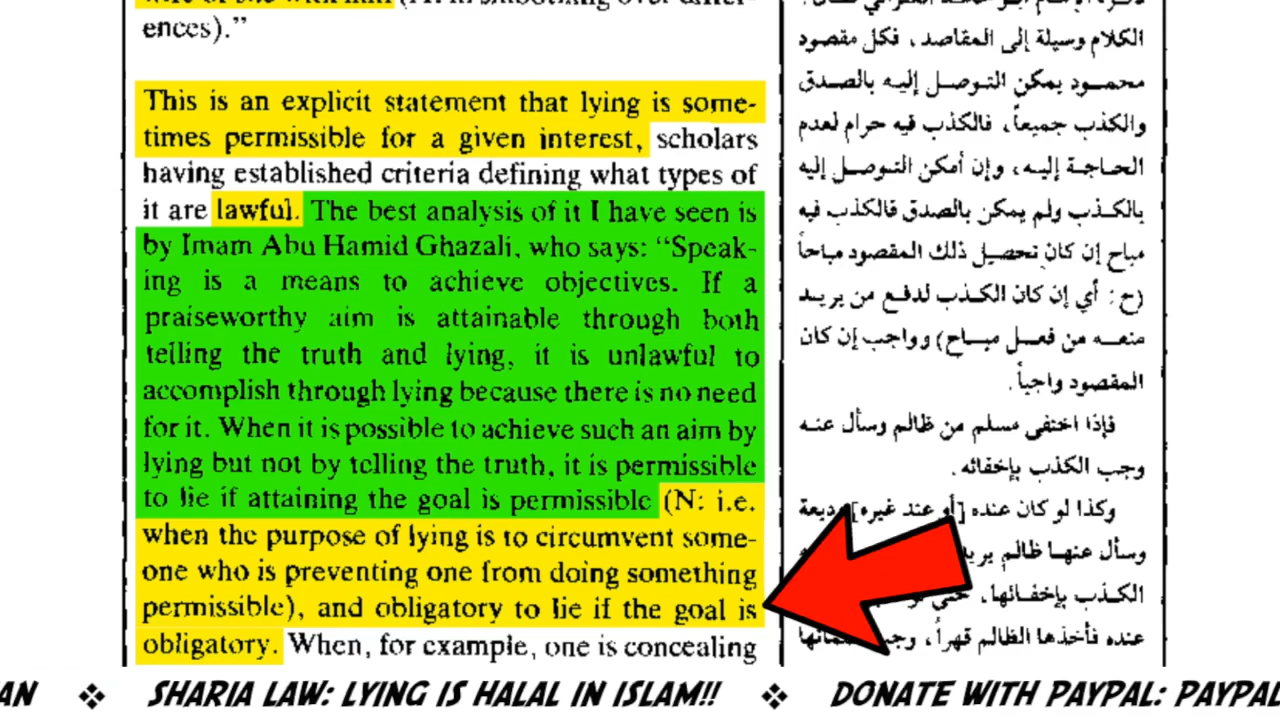 (A: in smoothing over differ-
ences)."
This is an explicit statement that lying is some-
times permissible for a given interest, scholars
having established criteria defining what types of
it are lawful. The best analysis of it I have seen is
by Imam Abu Hamid Ghazali, who says: "Speak-
ing is a means to achieve objectives. If a
praiseworthy aim is attainable through both
telling the truth and lying, it is unlawful to
accomplish through lying because there is no need
for it. When it is possible to achieve such an aim by
lying but not by telling the truth, it is permissible
to lie if attaining the goal is permissible (N: i.e.
when the purpose of lying is to circumvent some-
one who is preventing one from doing something
permissible), and obligatory to lie if the goal is
obligatory. When, for example, one is concealing
الكلام وسيلة إلى المقاصد، فكل مقصود
محمود يمكن التوصل إليه بالصدق
والكذب جميعاً، فالكذب فيه حرام لعدم
الحاجة إليه، وإن أمكن التوصل إليه
بالكذب ولم يمكن بالصدق فالكذب فيه
مباح إن كان تحصيل ذلك المقصود مباحاً
(ح: أي إن كان الكذب لدفع من يريد
منعه من فعل مباح) وواجب إن كان
المقصود واجباً.
فإذا اختفى مسلم من ظالم وسأل عنه
وجب الكذب بإخفائه.
وكذا لو كان عنده [أو عند غيره] وديعة
وسأل عنها ظالم
الكذب بإخفائها،
عنده فأخذها الظالم قهراً،
AN ❖ SHARIA LAW: LYING IS HALAL IN ISLAM!! ❖ DONATE WITH PAYPAL: PAYPAL